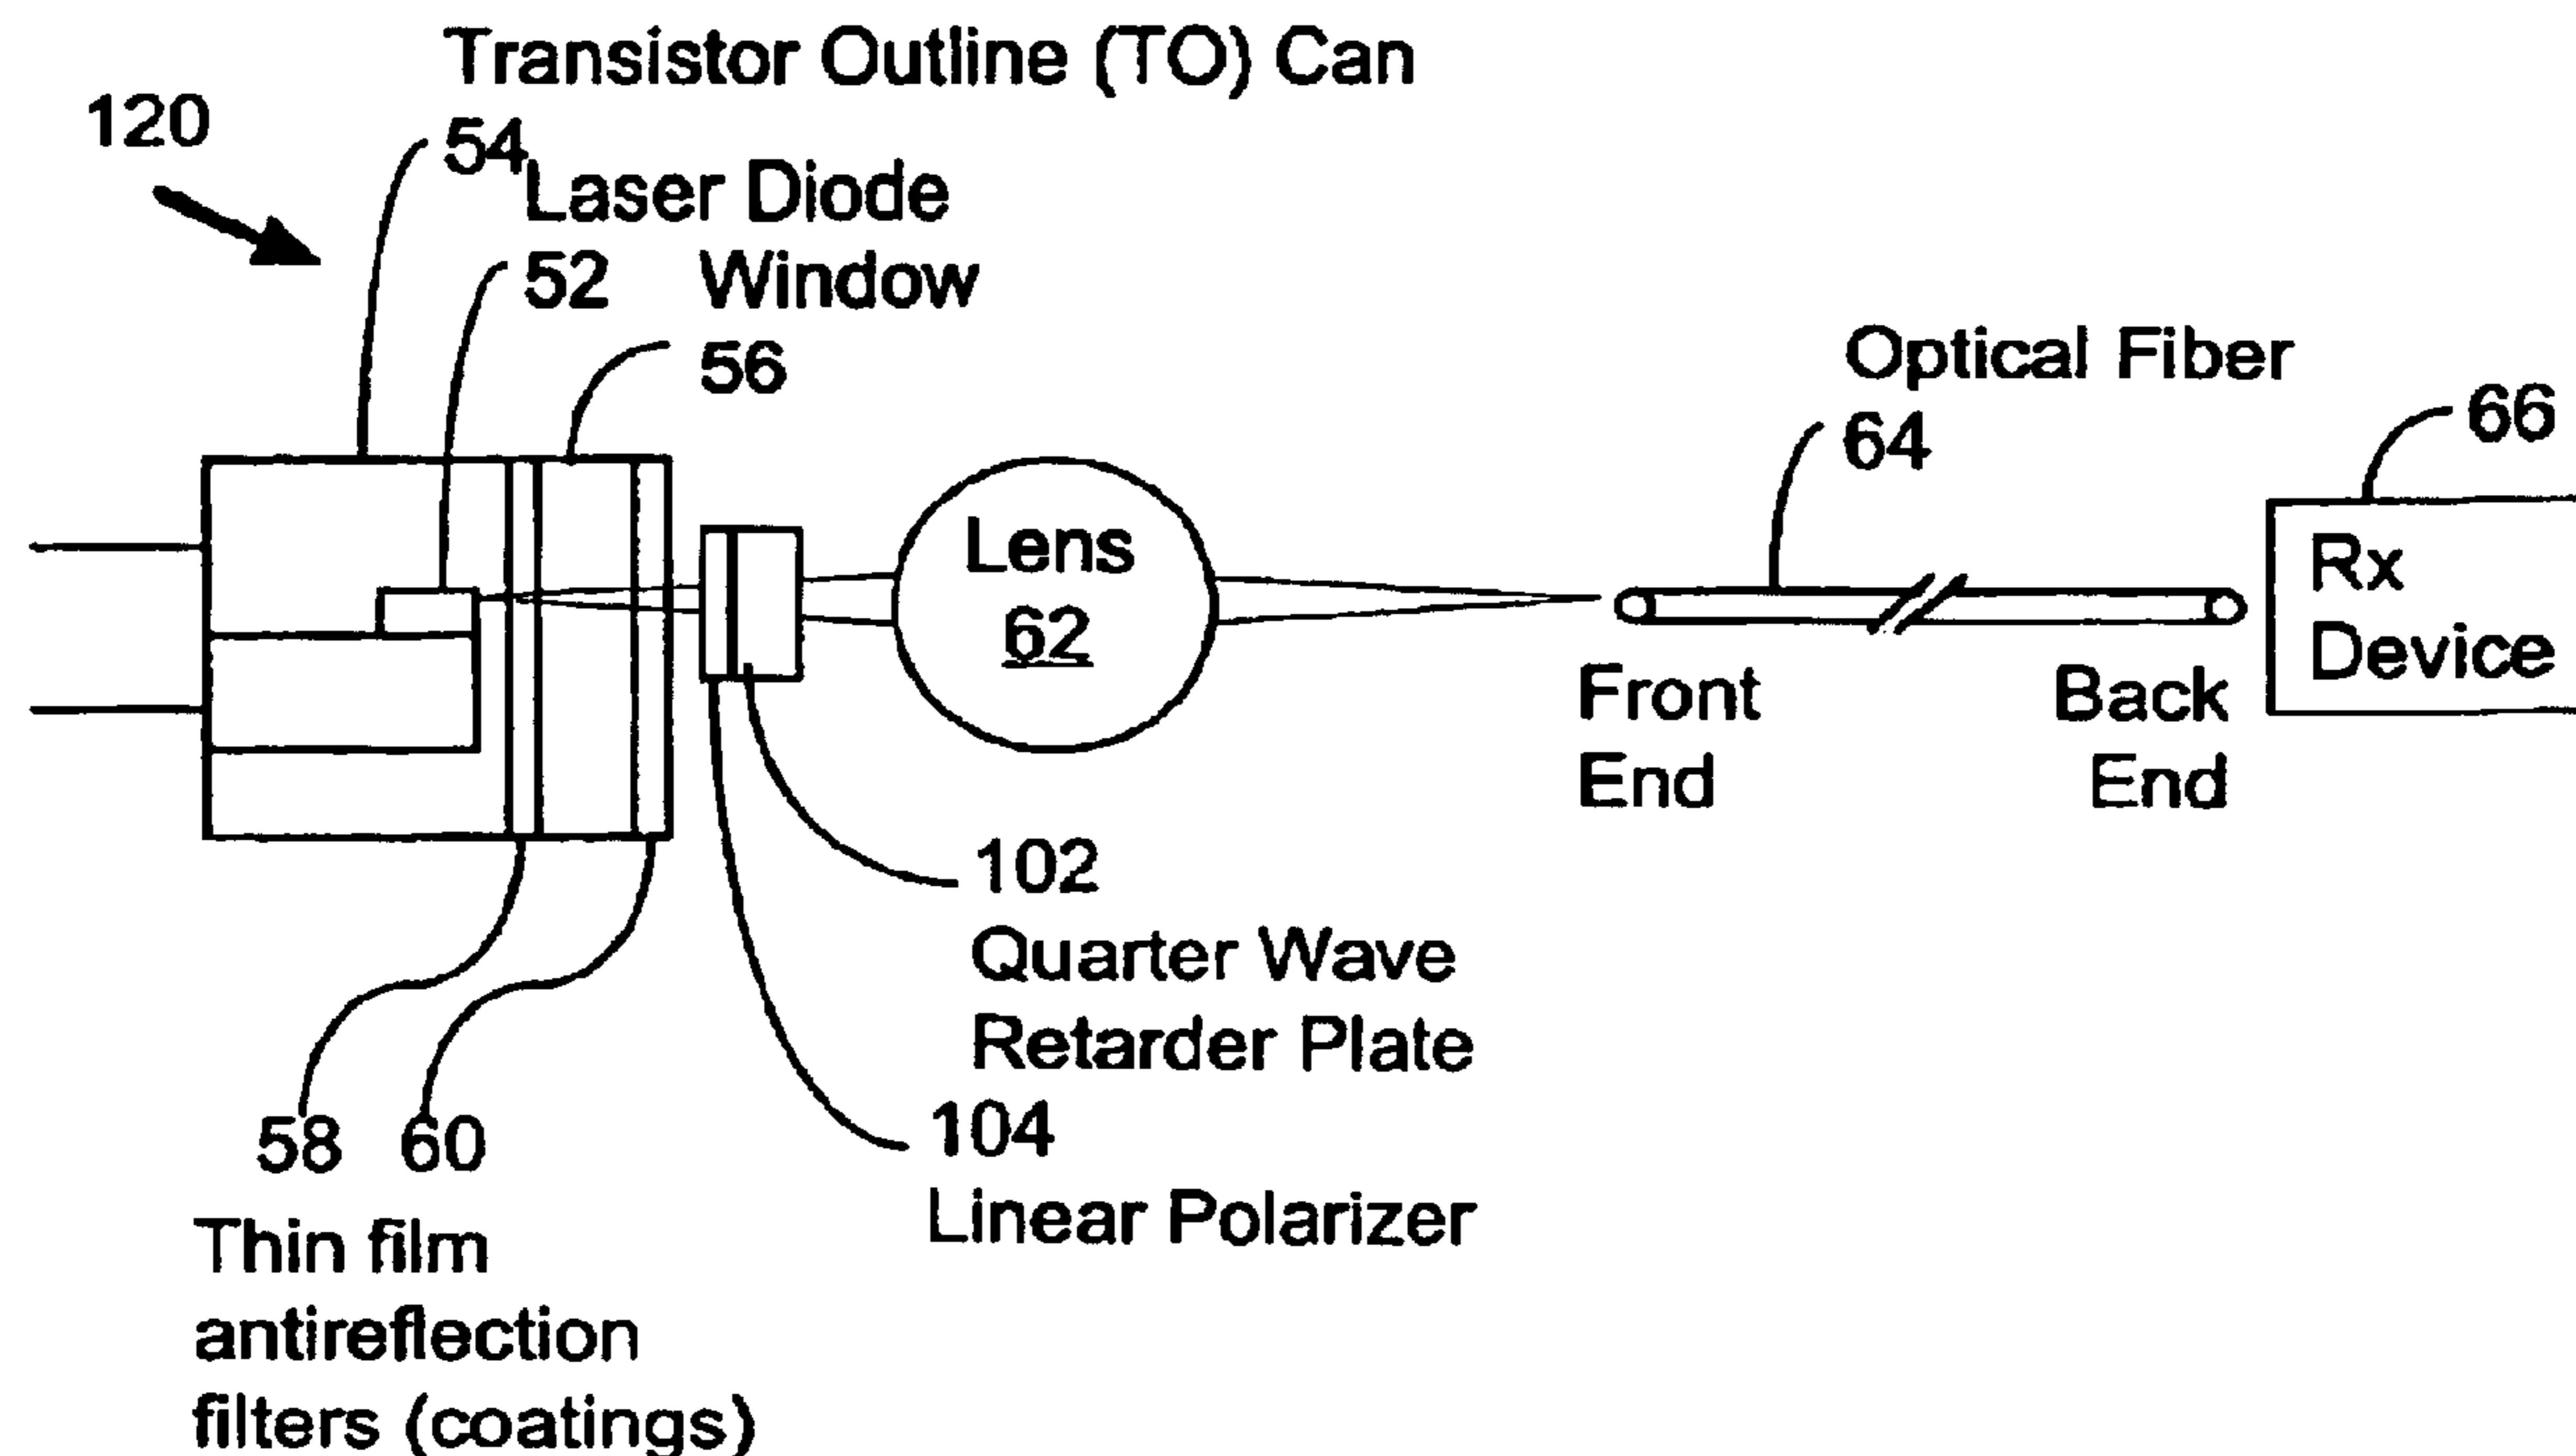 Transistor Outline (TO) Can
120
54
Laser Diode
52
Window
56
Optical Fiber
64
66
Lens
62
Rx
Device
Front
End
Back
End
102
Quarter Wave
Retarder Plate
104
Linear Polarizer
58 60
Thin film
antireflection
filters (coatings)